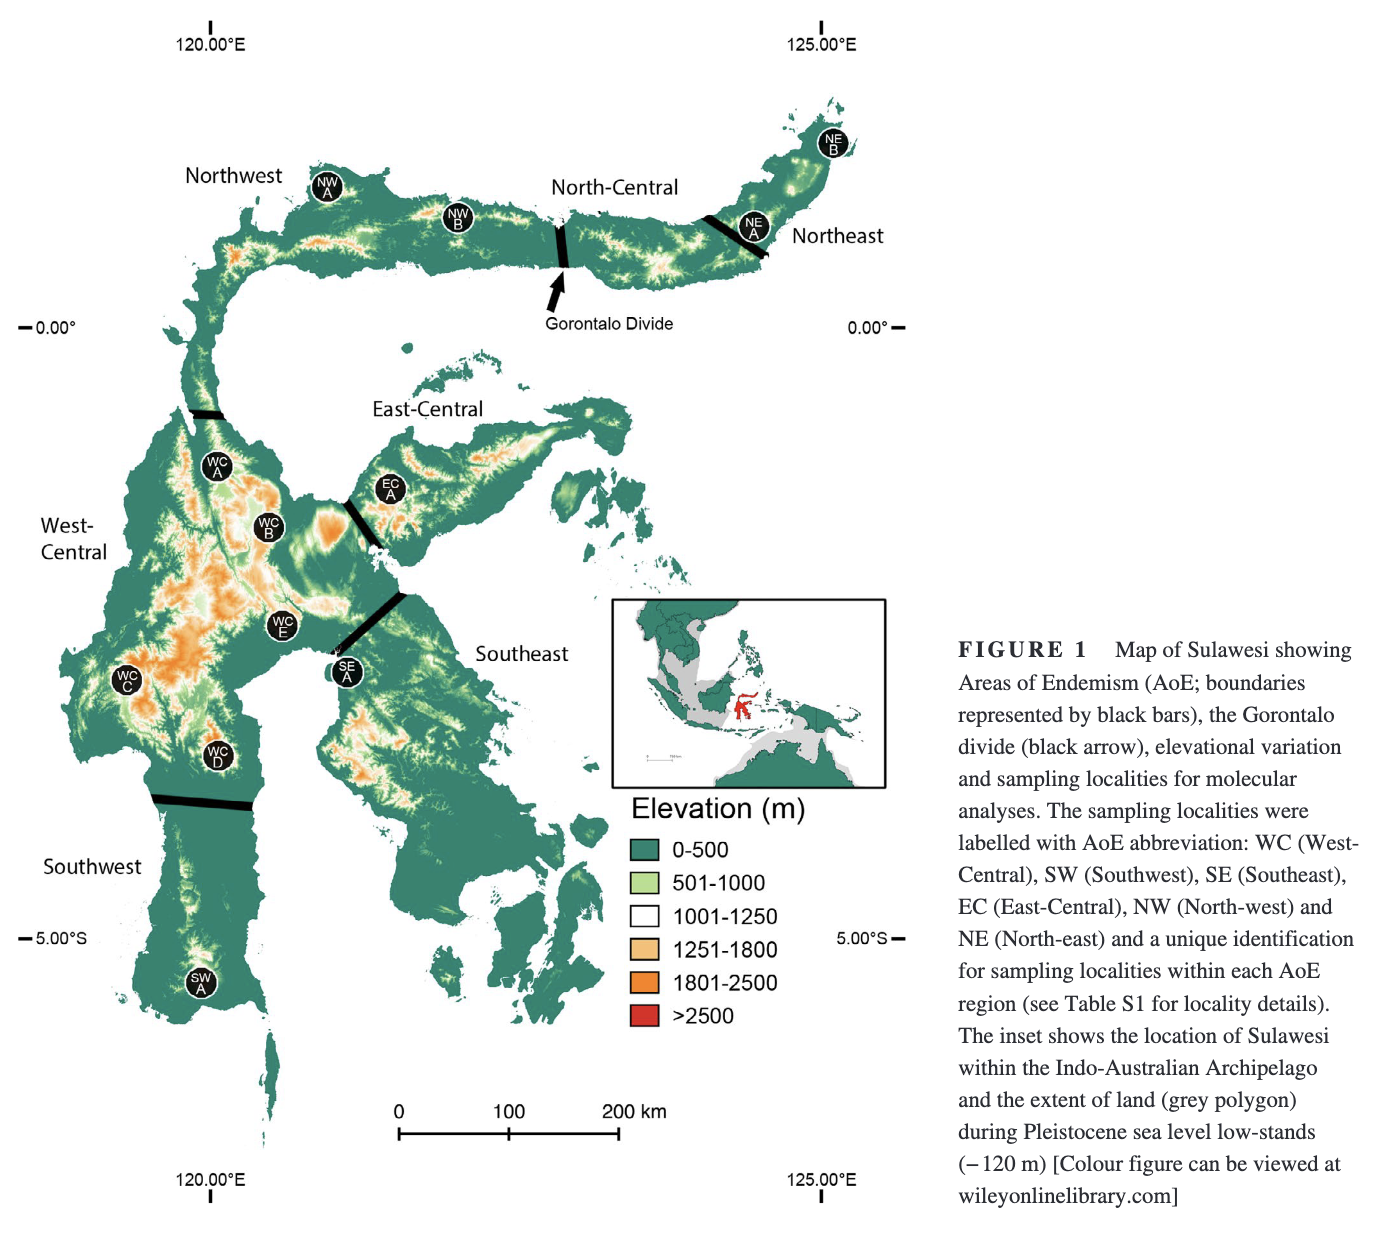 120.00°E
125.00°E
NE
B
Northwest
NW
A
North-Central
NW
B
NE
A
Northeast
0.00°
Gorontalo Divide
0.00°
East-Central
WC
A
EC
A
West-
Central
WC
B
WC
E
Southeast
SE
A
WC
C
WC
D
Elevation (m)
0-500
501-1000
1001-1250
1251-1800
1801-2500
>2500
Southwest
5.00°S
5.00°S
SW
A
0 100 200 km
120.00°E
125.00°E
FIGURE 1 Map of Sulawesi showing
Areas of Endemism (AoE; boundaries
represented by black bars), the Gorontalo
divide (black arrow), elevational variation
and sampling localities for molecular
analyses. The sampling localities were
labelled with AoE abbreviation: WC (West-
Central), SW (Southwest), SE (Southeast),
EC (East-Central), NW (North-west) and
NE (North-east) and a unique identification
for sampling localities within each AoE
region (see Table S1 for locality details).
The inset shows the location of Sulawesi
within the Indo-Australian Archipelago
and the extent of land (grey polygon)
during Pleistocene sea level low-stands
(−120 m) [Colour figure can be viewed at
wileyonlinelibrary.com]